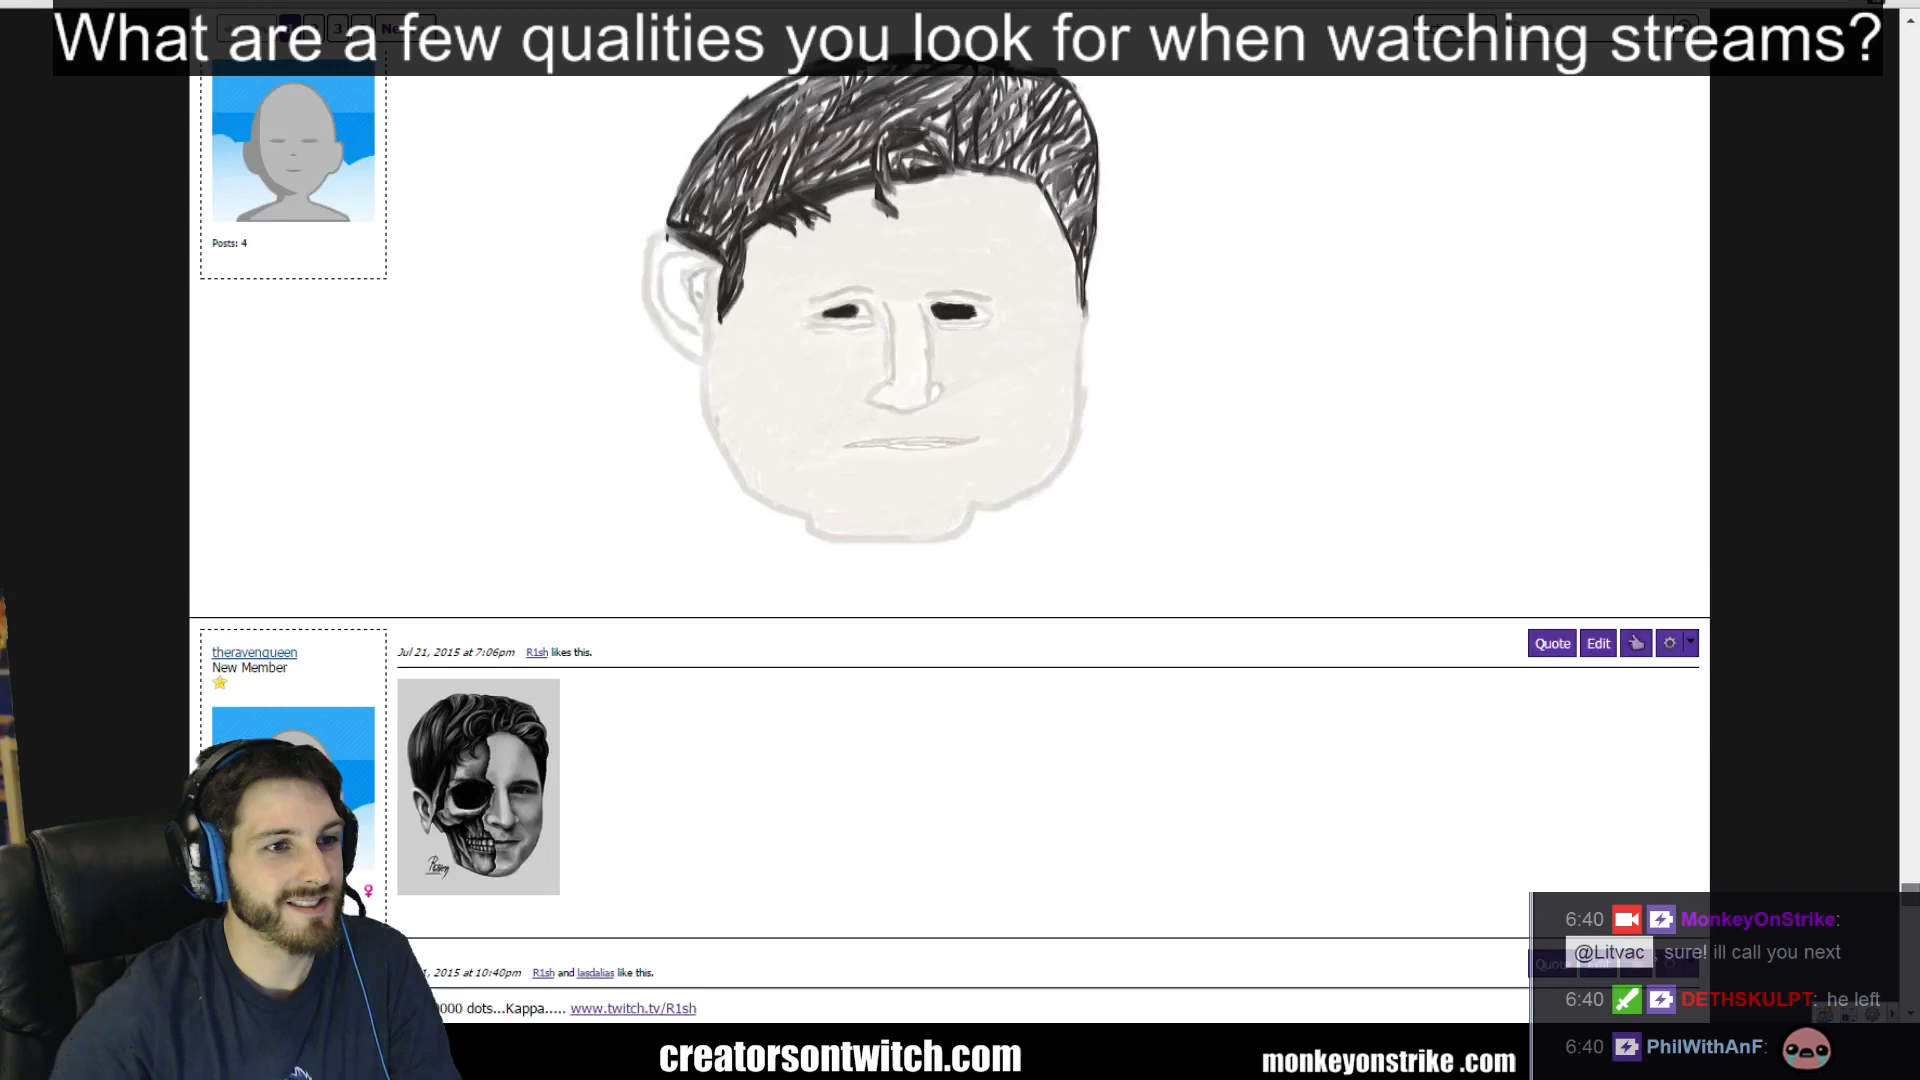 What are a few qualities you look for when watching streams?
Posts: 4
theravenqueen
New Member
Jul 21, 2015 at 7:06pm R1sh likes this.
Quote Edit
Raven
1, 2015 at 10:40pm R1sh and lasdalias like this.
000 dots...Kappa..... www.twitch.tv/R1sh
6:40 MonkeyOnStrike:
@Litvac, sure! ill call you next
6:40 DETHSKULPT: he left
6:40 PhilWithAnF:
creatorsontwitch.com
monkeyonstrike .com